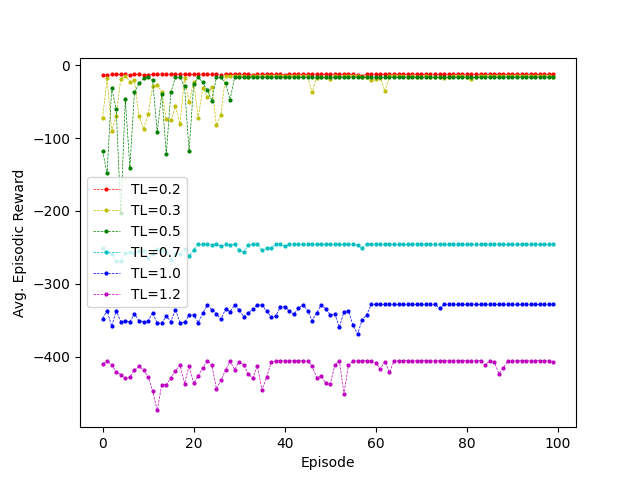 0
−100
−200
−300
−400
Avg. Episodic Reward
TL=0.2
TL=0.3
TL=0.5
TL=0.7
TL=1.0
TL=1.2
0 20 40 60 80 100
Episode